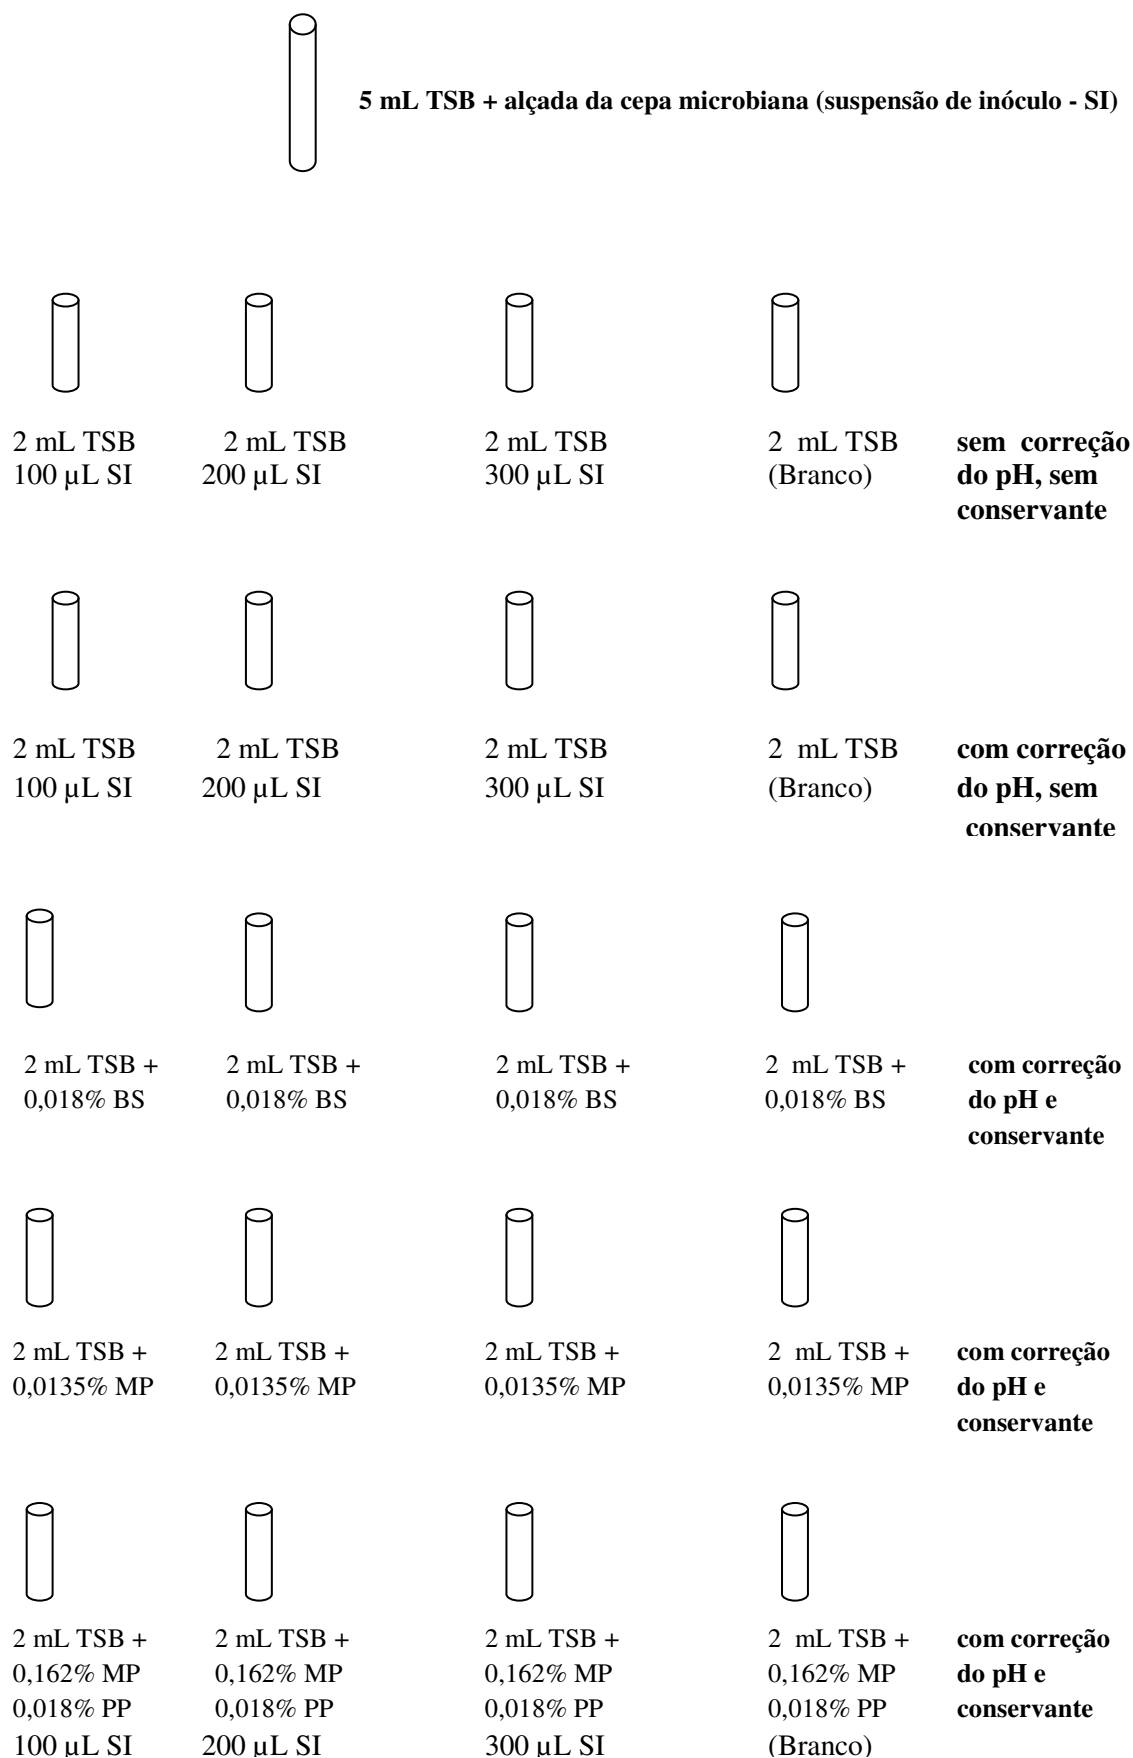 5 mL TSB + alçada da cepa microbiana (suspensão de inóculo - SI)
2 mL TSB 2 mL TSB 2 mL TSB 2 mL TSB sem correção
100 µL SI 200 µL SI 300 µL SI (Branco) do pH, sem
conservante
2 mL TSB 2 mL TSB 2 mL TSB 2 mL TSB com correção
100 µL SI 200 µL SI 300 µL SI (Branco) do pH, sem
conservante
2 mL TSB + 2 mL TSB + 2 mL TSB + 2 mL TSB + com correção
0,018% BS 0,018% BS 0,018% BS 0,018% BS do pH e
conservante
2 mL TSB + 2 mL TSB + 2 mL TSB + 2 mL TSB + com correção
0,0135% MP 0,0135% MP 0,0135% MP 0,0135% MP do pH e
conservante
2 mL TSB + 2 mL TSB + 2 mL TSB + 2 mL TSB + com correção
0,162% MP 0,162% MP 0,162% MP 0,162% MP do pH e
0,018% PP 0,018% PP 0,018% PP 0,018% PP conservante
100 µL SI 200 µL SI 300 µL SI (Branco)